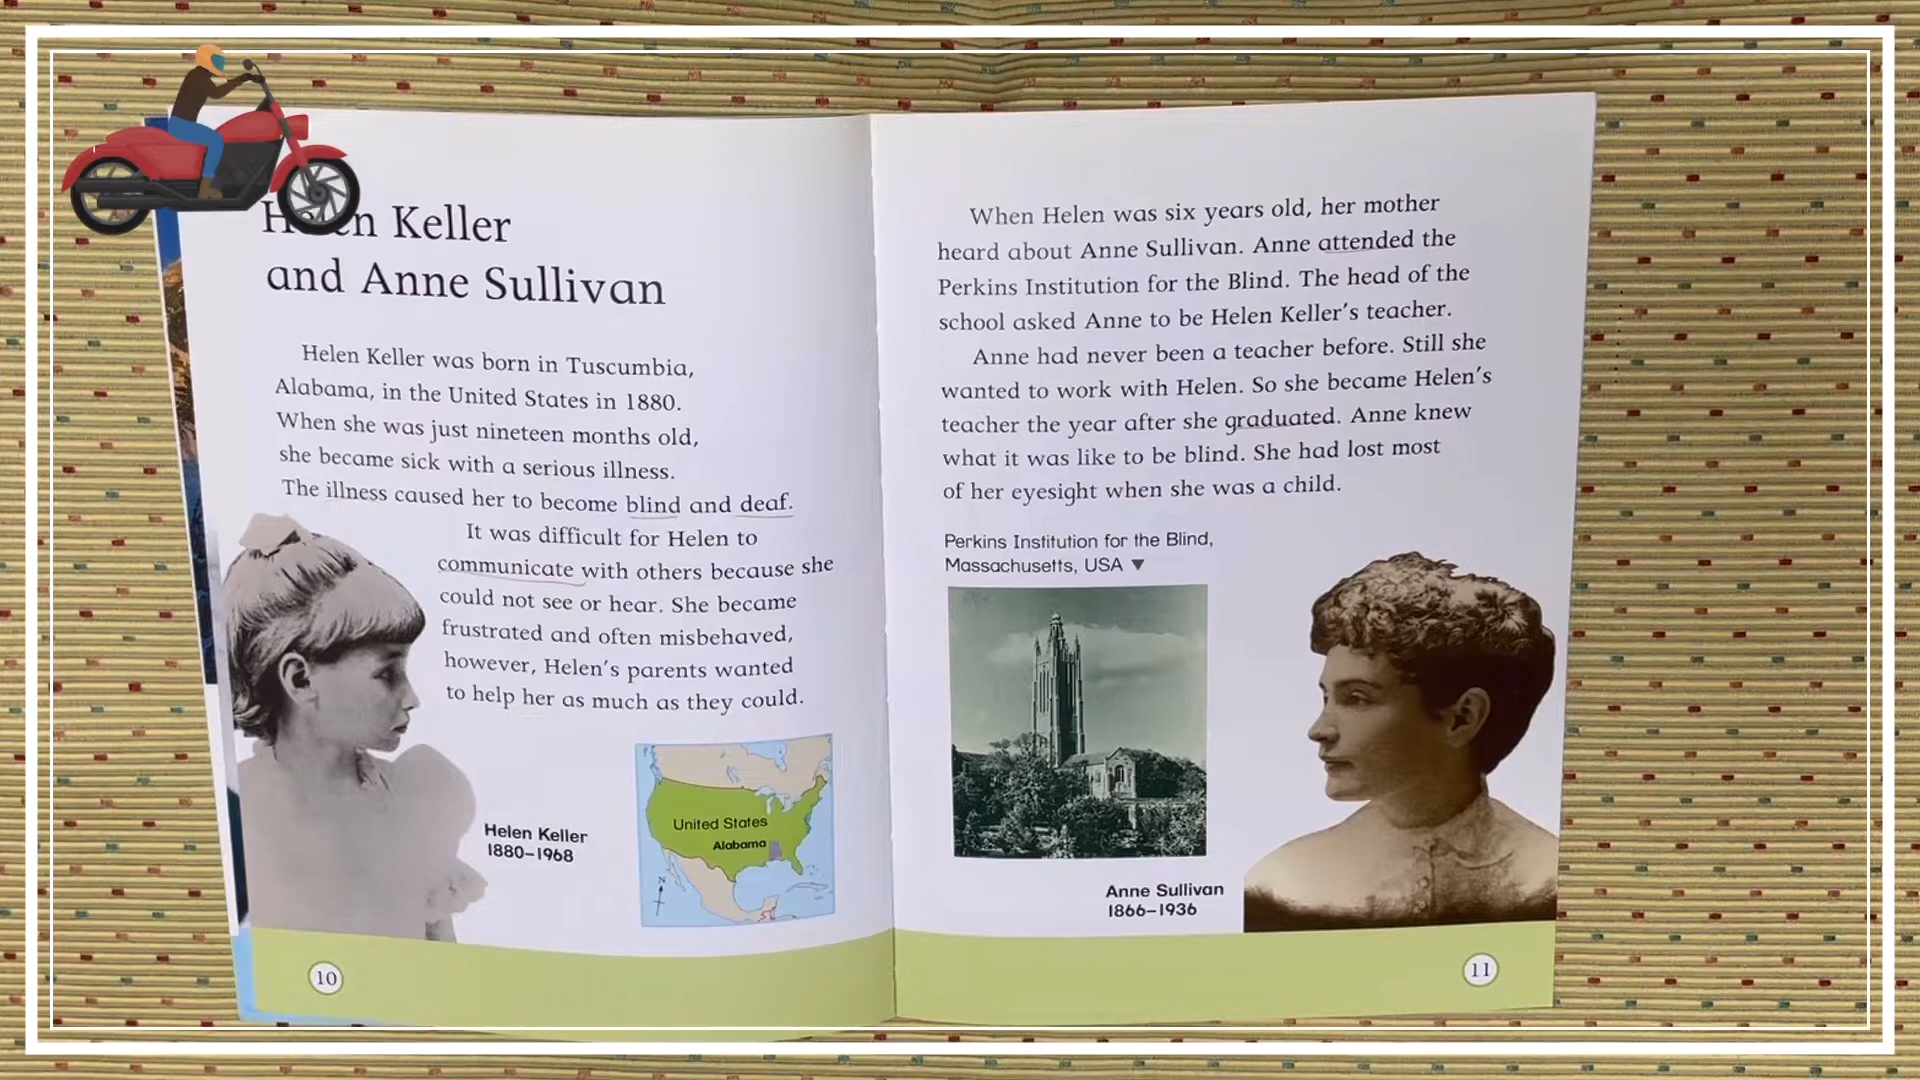 Helen Keller
and Anne Sullivan
Helen Keller was born in Tuscumbia,
Alabama, in the United States in 1880.
When she was just nineteen months old,
she became sick with a serious illness.
The illness caused her to become blind and deaf.
It was difficult for Helen to
communicate with others because she
could not see or hear. She became
frustrated and often misbehaved,
however, Helen's parents wanted
to help her as much as they could.
Helen Keller
1880–1968
United States
Alabama
N
10
When Helen was six years old, her mother
heard about Anne Sullivan. Anne attended the
Perkins Institution for the Blind. The head of the
school asked Anne to be Helen Keller's teacher.
Anne had never been a teacher before. Still she
wanted to work with Helen. So she became Helen's
teacher the year after she graduated. Anne knew
what it was like to be blind. She had lost most
of her eyesight when she was a child.
Perkins Institution for the Blind,
Massachusetts, USA ▼
Anne Sullivan
1866–1936
11